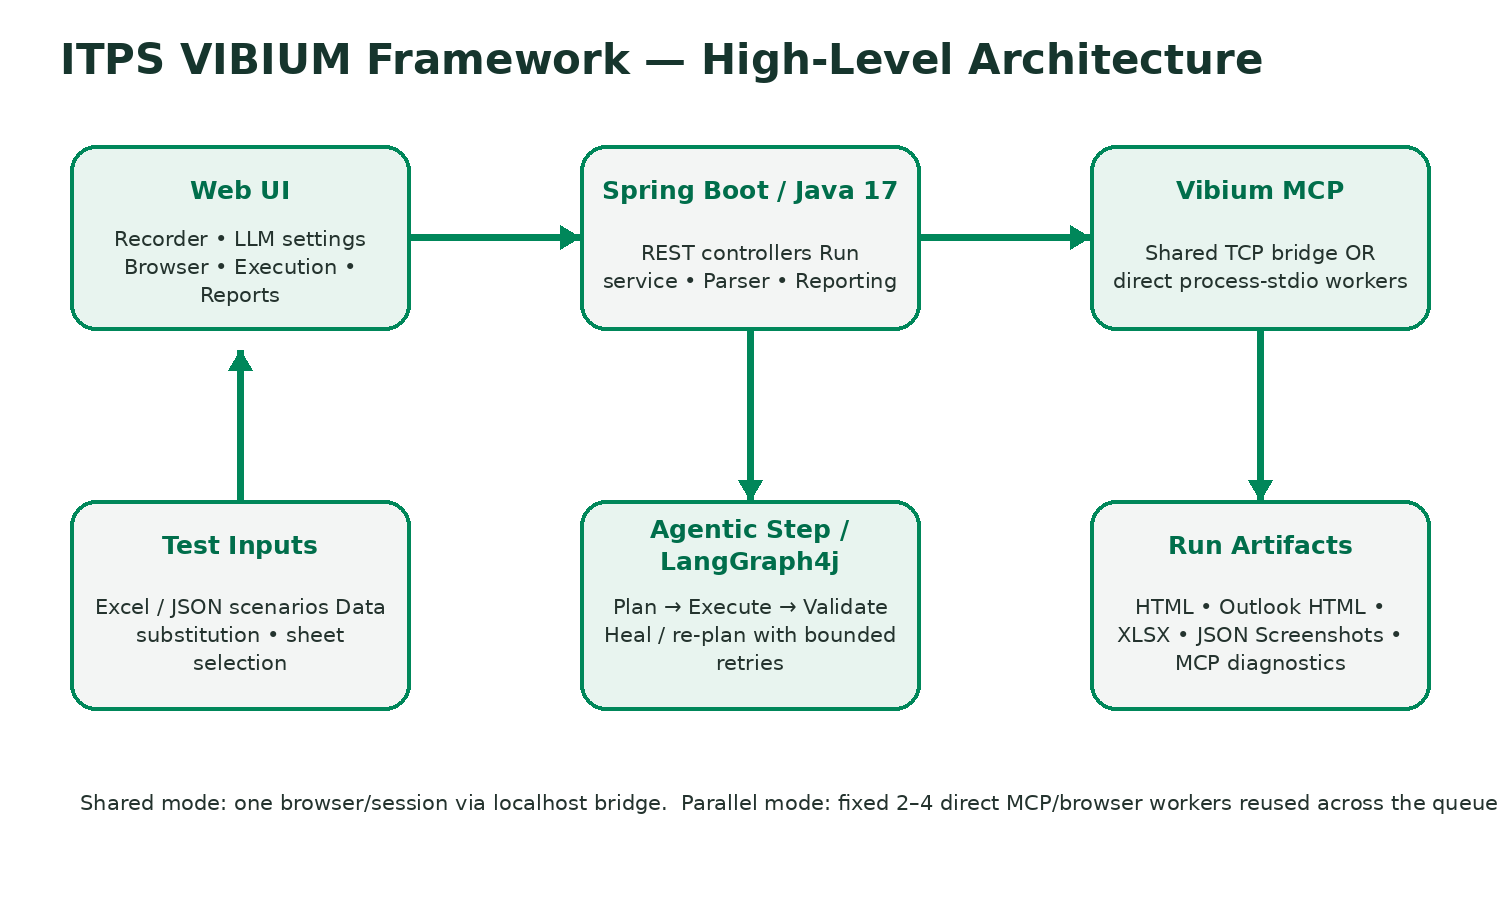 ITPS VIBIUM Framework — High-Level Architecture
Web UI
Recorder • LLM settings
Browser • Execution •
Reports
Spring Boot / Java 17
REST controllers Run
service • Parser • Reporting
Vibium MCP
Shared TCP bridge OR
direct process-stdio workers
Test Inputs
Excel / JSON scenarios Data
substitution • sheet
selection
Agentic Step /
LangGraph4j
Plan → Execute → Validate
Heal / re-plan with bounded
retries
Run Artifacts
HTML • Outlook HTML •
XLSX • JSON Screenshots •
MCP diagnostics
Shared mode: one browser/session via localhost bridge.  Parallel mode: fixed 2–4 direct MCP/browser workers reused across the queue